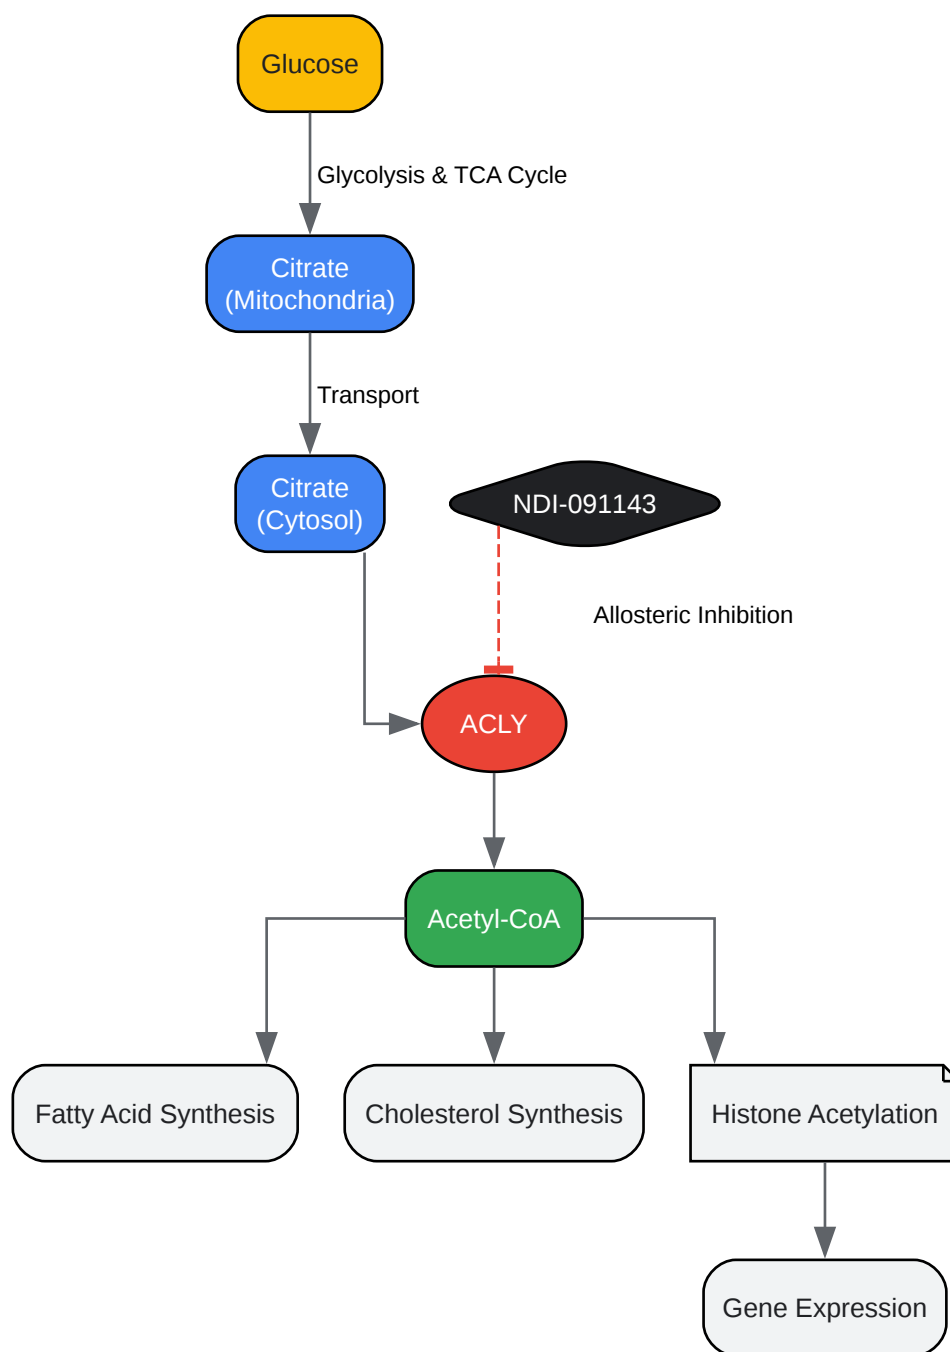 Glucose
Glycolysis & TCA Cycle
Citrate
(Mitochondria)
Transport
Citrate
(Cytosol)
NDI-091143
Allosteric Inhibition
ACLY
Acetyl-CoA
Fatty Acid Synthesis
Cholesterol Synthesis
Histone Acetylation
Gene Expression